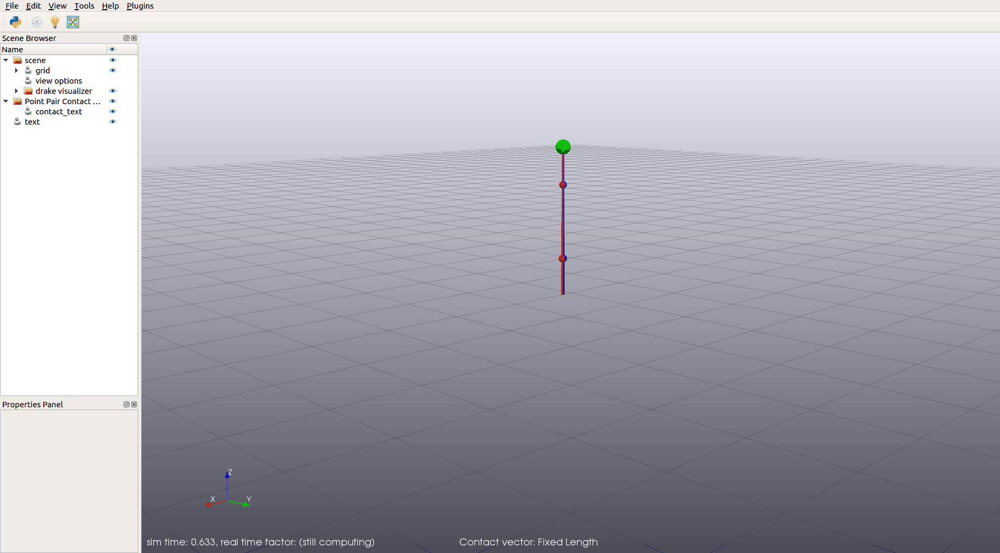 File Edit View Tools Help Plugins
Scene Browser
Name
scene
grid
view options
drake visualizer
Point Pair Contact ...
contact_text
text
Properties Panel
Z
X
Y
sim time: 0.633, real time factor: (still computing)
Contact vector: Fixed Length